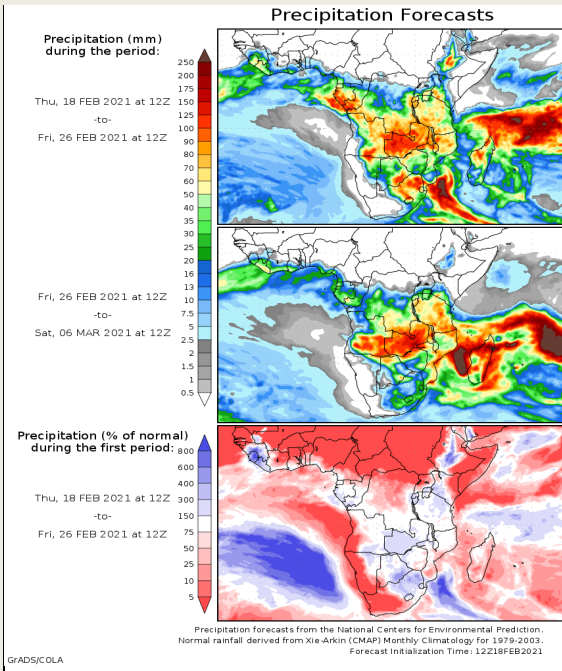 Precipitation Forecasts
Precipitation (mm)
during the period:
Thu, 18 FEB 2021 at 12Z
-to-
Fri, 26 FEB 2021 at 12Z
250
200
175
150
125
100
90
80
70
60
50
40
35
30
25
20
16
13
10
7.5
5
2.5
2
1.5
1
0.5
Fri, 26 FEB 2021 at 12Z
-to-
Sat, 06 MAR 2021 at 12Z
Precipitation (% of normal)
during the first period:
Thu, 18 FEB 2021 at 12Z
-to-
Fri, 26 FEB 2021 at 12Z
800
600
400
300
150
75
50
25
10
5
Precipitation forecasts from the National Centers for Environmental Prediction.
Normal rainfall derived from Xie-Arkin (CMAP) Monthly Climatology for 1979-2003.
Forecast Initialization Time: 12Z18FEB2021
GrADS/COLA